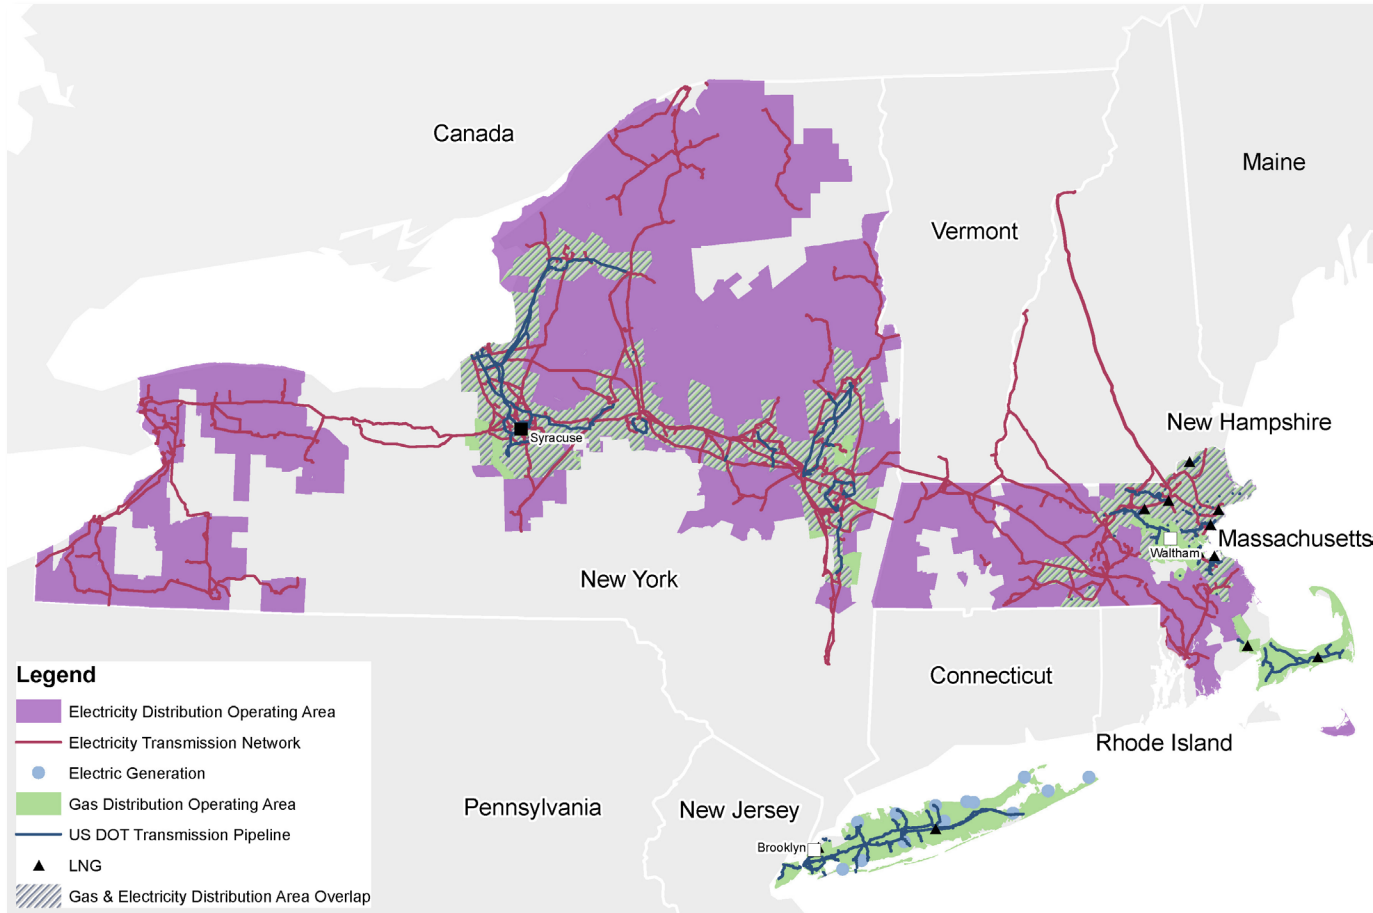 Canada
Maine
Vermont
New Hampshire
Syracuse
Massachusetts
Waltham
New York
Connecticut
Rhode Island
Pennsylvania
New Jersey
Brooklyn
Legend
Electricity Distribution Operating Area
Electricity Transmission Network
Electric Generation
Gas Distribution Operating Area
US DOT Transmission Pipeline
LNG
Gas & Electricity Distribution Area Overlap